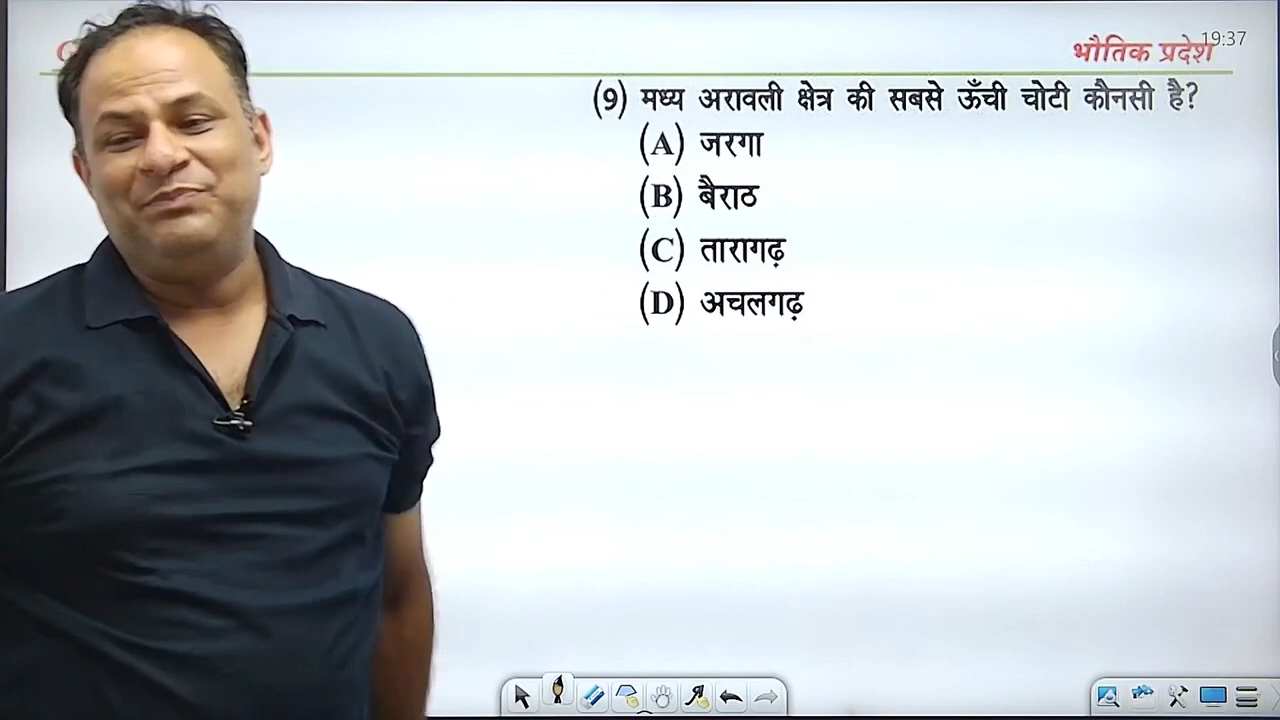 भौतिक प्रदेश
19:37
(9) मध्य अरावली क्षेत्र की सबसे ऊँची चोटी कौनसी है?
(A) जरगा
(B) बैराठ
(C) तारागढ़
(D) अचलगढ़